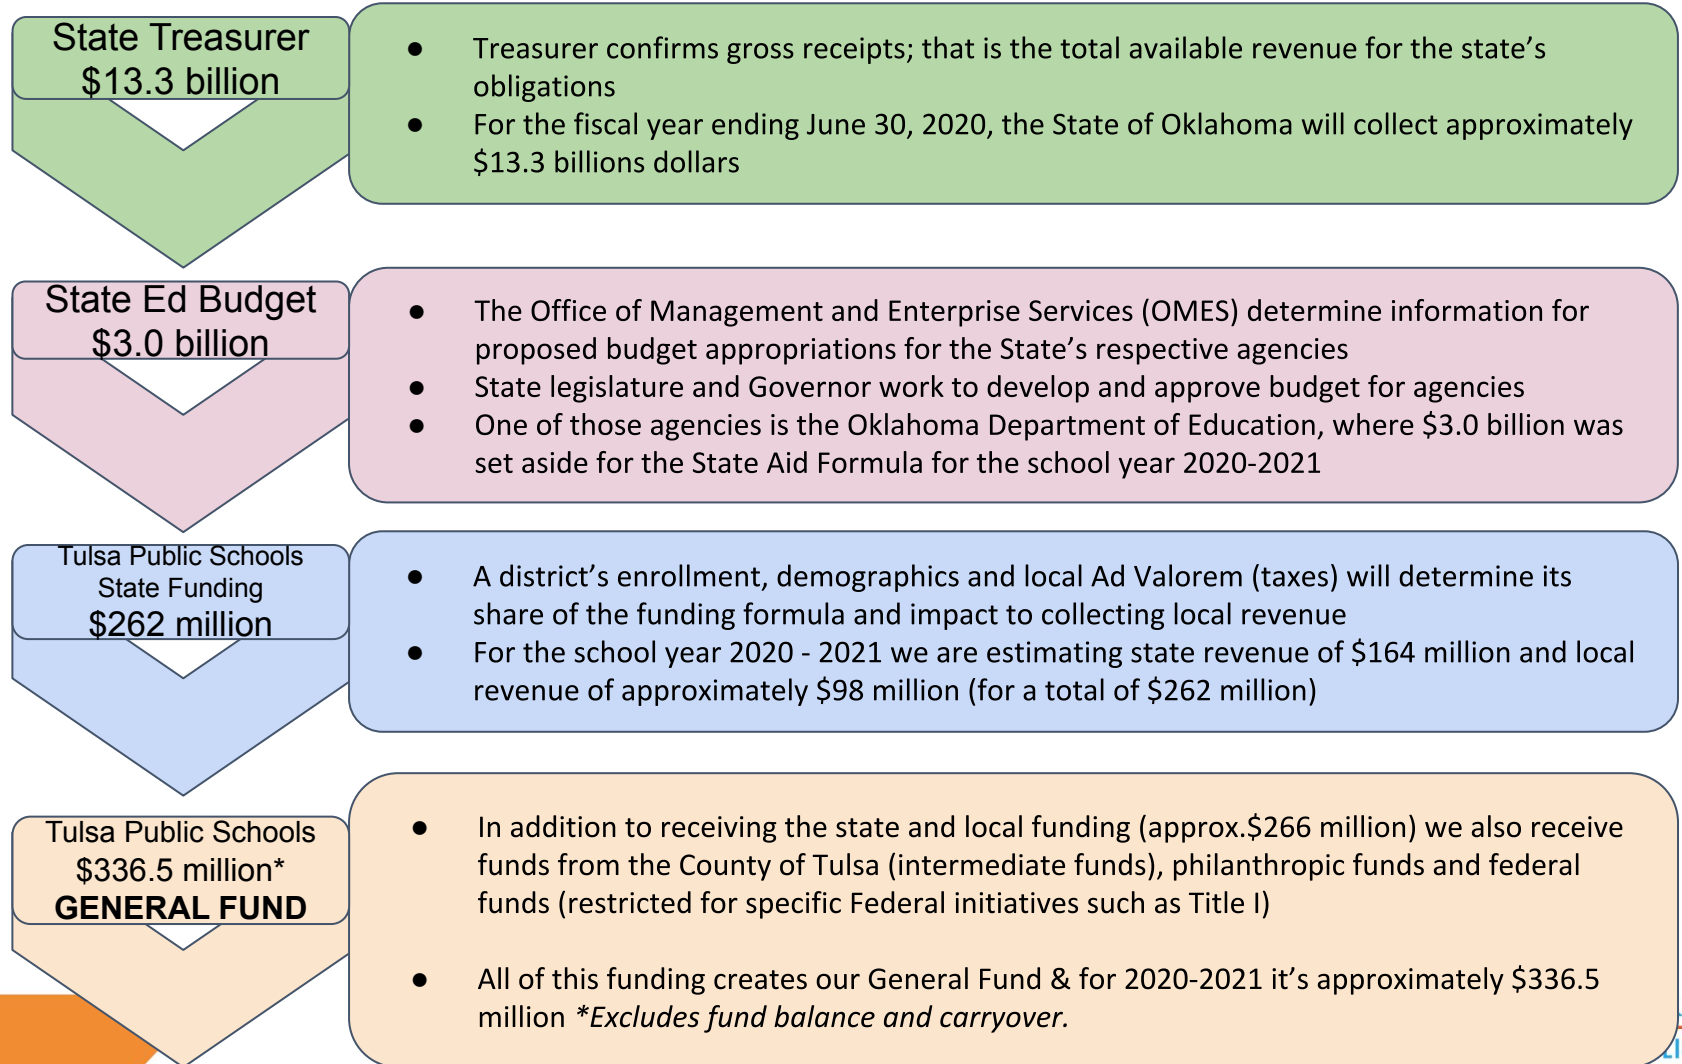 State Treasurer
$13.3 billion
● Treasurer confirms gross receipts; that is the total available revenue for the state’s
obligations
● For the fiscal year ending June 30, 2020, the State of Oklahoma will collect approximately
$13.3 billions dollars
State Ed Budget
$3.0 billion
● The Office of Management and Enterprise Services (OMES) determine information for
proposed budget appropriations for the State’s respective agencies
● State legislature and Governor work to develop and approve budget for agencies
● One of those agencies is the Oklahoma Department of Education, where $3.0 billion was
set aside for the State Aid Formula for the school year 2020-2021
Tulsa Public Schools
State Funding
$262 million
● A district’s enrollment, demographics and local Ad Valorem (taxes) will determine its
share of the funding formula and impact to collecting local revenue
● For the school year 2020 - 2021 we are estimating state revenue of $164 million and local
revenue of approximately $98 million (for a total of $262 million)
Tulsa Public Schools
$336.5 million*
GENERAL FUND
● In addition to receiving the state and local funding (approx.$266 million) we also receive
funds from the County of Tulsa (intermediate funds), philanthropic funds and federal
funds (restricted for specific Federal initiatives such as Title I)
● All of this funding creates our General Fund & for 2020-2021 it’s approximately $336.5
million *Excludes fund balance and carryover.